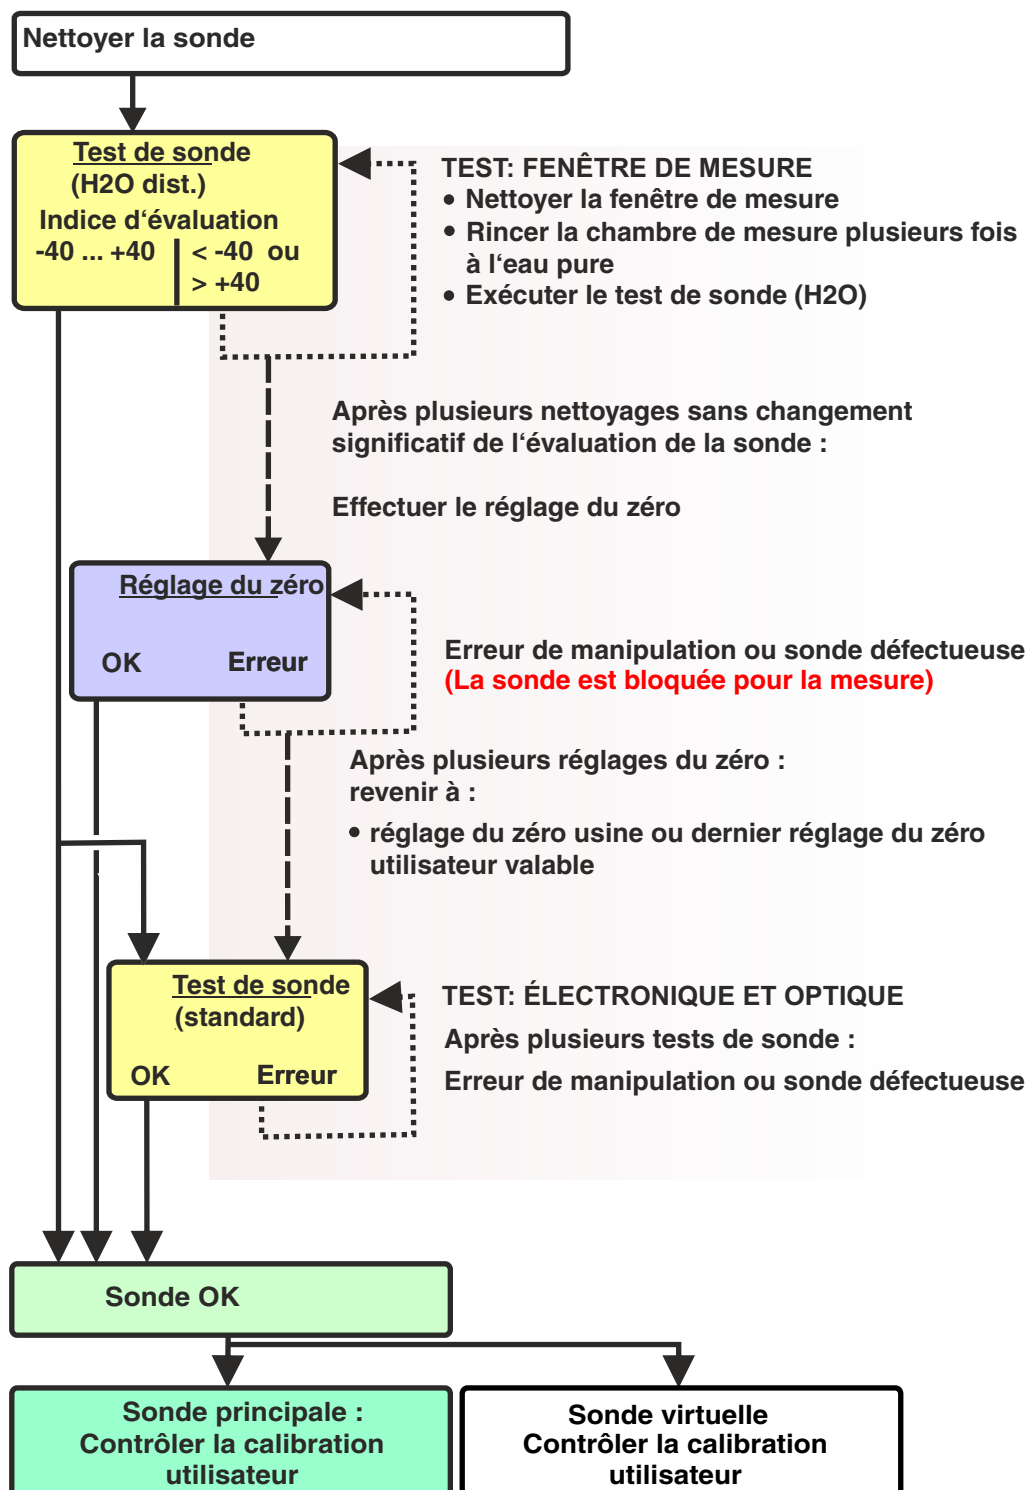 Nettoyer la sonde
Test de sonde
(H2O dist.)
Indice d‘évaluation
-40 ... +40
< -40 ou
> +40
TEST: FENÊTRE DE MESURE
• Nettoyer la fenêtre de mesure
• Rincer la chambre de mesure plusieurs fois
à l‘eau pure
• Exécuter le test de sonde (H2O)
Après plusieurs nettoyages sans changement
significatif de l‘évaluation de la sonde :
Effectuer le réglage du zéro
Réglage du zéro
OK
Erreur
Erreur de manipulation ou sonde défectueuse
(La sonde est bloquée pour la mesure)
Après plusieurs réglages du zéro :
revenir à :
• réglage du zéro usine ou dernier réglage du zéro
utilisateur valable
Test de sonde
(standard)
OK
Erreur
TEST: ÉLECTRONIQUE ET OPTIQUE
Après plusieurs tests de sonde :
Erreur de manipulation ou sonde défectueuse
Sonde OK
Sonde principale :
Contrôler la calibration
utilisateur
Sonde virtuelle
Contrôler la calibration
utilisateur